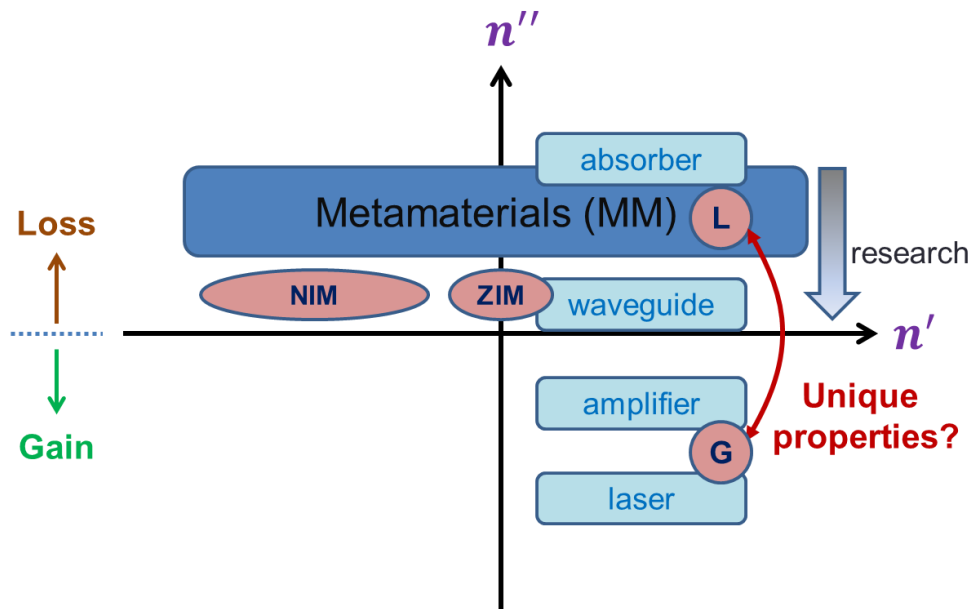 n′′
absorber
Metamaterials (MM)
L
Loss
research
NIM
ZIM
waveguide
n′
amplifier
Unique
properties?
Gain
G
laser